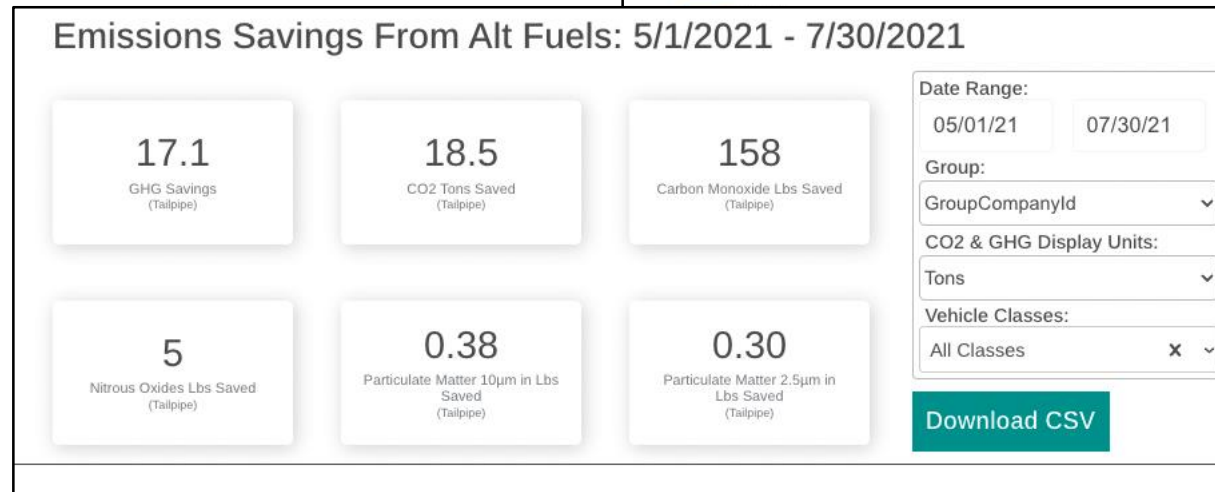 Emissions Savings From Alt Fuels: 5/1/2021 - 7/30/2021
17.1
GHG Savings
(Tailpipe)
18.5
CO2 Tons Saved
(Tailpipe)
158
Carbon Monoxide Lbs Saved
(Tailpipe)
5
Nitrous Oxides Lbs Saved
(Tailpipe)
0.38
Particulate Matter 10µm in Lbs
Saved
(Tailpipe)
0.30
Particulate Matter 2.5µm in
Lbs Saved
(Tailpipe)
Date Range:
05/01/21 07/30/21
Group:
GroupCompanyId
CO2 & GHG Display Units:
Tons
Vehicle Classes:
All Classes x
Download CSV